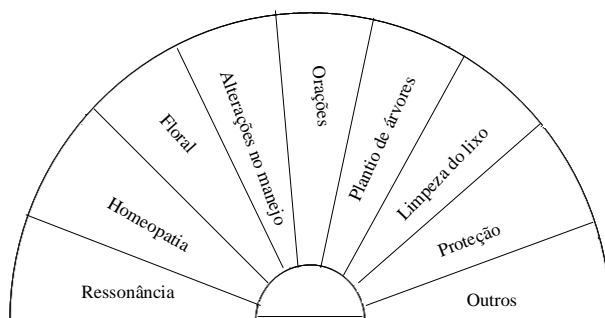 Ressonância
Homeopatia
Floral
Alterações no manejo
Orações
Plantio de árvores
Limpeza do lixo
Proteção
Outros